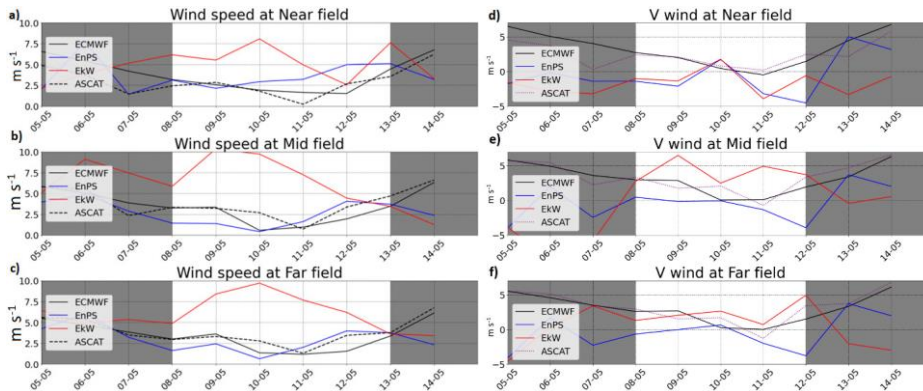 a) Wind speed at Near field
10.0
7.5
5.0
2.5
0.0
m s⁻¹
ECMWF
EnPS
EkW
ASCAT
05-05 06-05 07-05 08-05 09-05 10-05 11-05 12-05 13-05 14-05
b) Wind speed at Mid field
10.0
7.5
5.0
2.5
0.0
m s⁻¹
ECMWF
EnPS
EkW
ASCAT
05-05 06-05 07-05 08-05 09-05 10-05 11-05 12-05 13-05 14-05
c) Wind speed at Far field
10.0
7.5
5.0
2.5
0.0
m s⁻¹
ECMWF
EnPS
EkW
ASCAT
05-05 06-05 07-05 08-05 09-05 10-05 11-05 12-05 13-05 14-05
d) V wind at Near field
5
0
−5
m s⁻¹
ECMWF
EnPS
EkW
ASCAT
05-05 06-05 07-05 08-05 09-05 10-05 11-05 12-05 13-05 14-05
e) V wind at Mid field
5
0
−5
m s⁻¹
ECMWF
EnPS
EkW
ASCAT
05-05 06-05 07-05 08-05 09-05 10-05 11-05 12-05 13-05 14-05
f) V wind at Far field
5
0
−5
m s⁻¹
ECMWF
EnPS
EkW
ASCAT
05-05 06-05 07-05 08-05 09-05 10-05 11-05 12-05 13-05 14-05